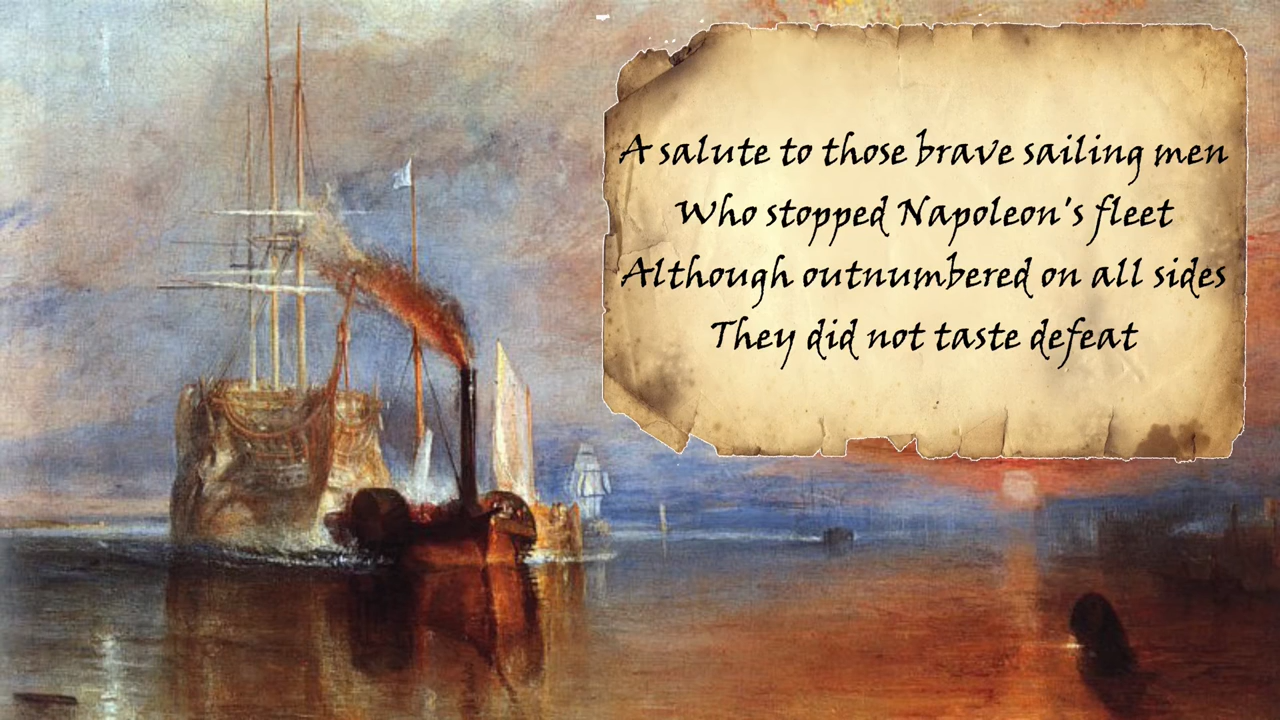 A salute to those brave sailing men
Who stopped Napoleon's fleet
Although outnumbered on all sides
They did not taste defeat